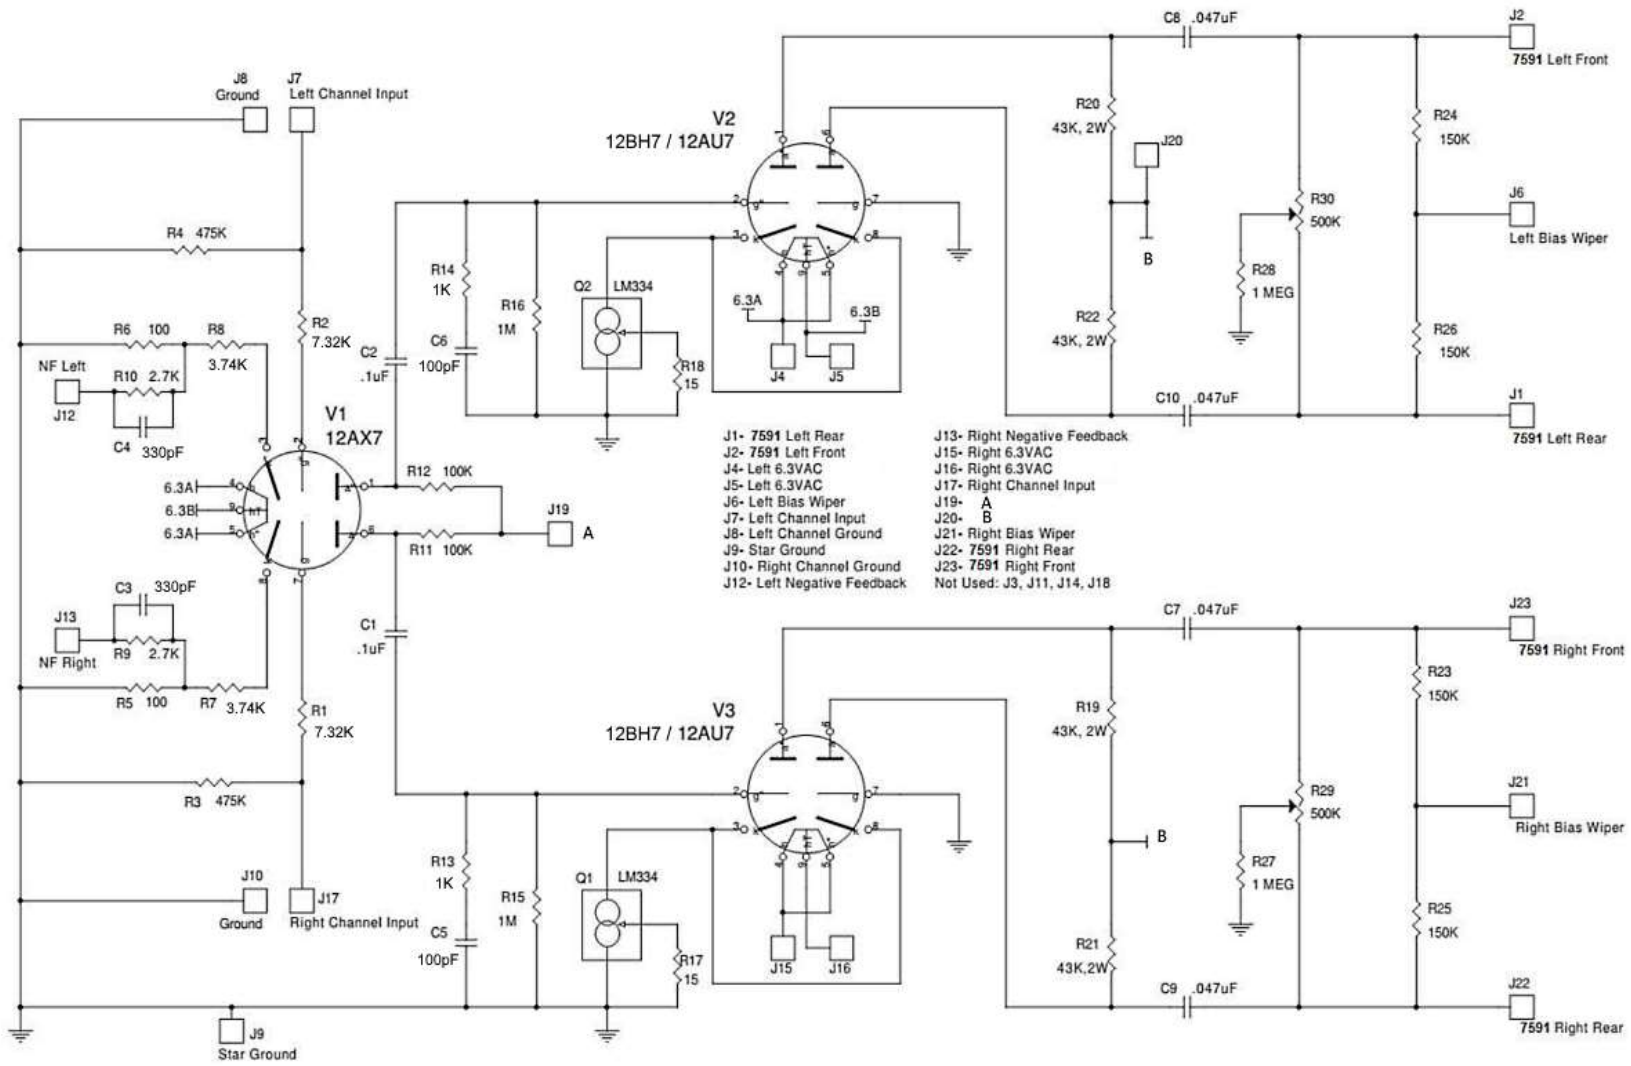 C8 .047uF
J2
7591 Left Front
J8
Ground
J7
Left Channel Input
V2
12BH7 / 12AU7
R20
43K, 2W
R24
150K
J20
B
R30
500K
J6
Left Bias Wiper
R4 475K
R14
1K
R16
1M
Q2 LM334
6.3A
6.3B
R28
1 MEG
R22
43K, 2W
R26
150K
R6 100 R8
3.74K
R2
7.32K
NF Left
J12
R10 2.7K
C4 330pF
C2
.1uF
C6
100pF
R18
15
J4
J5
C10 .047uF
J1
7591 Left Rear
V1
12AX7
6.3A
6.3B
6.3A
R12 100K
R11 100K
J19
A
J1- 7591 Left Rear
J2- 7591 Left Front
J4- Left 6.3VAC
J5- Left 6.3VAC
J6- Left Bias Wiper
J7- Left Channel Input
J8- Left Channel Ground
J9- Star Ground
J10- Right Channel Ground
J12- Left Negative Feedback
J13- Right Negative Feedback
J15- Right 6.3VAC
J16- Right 6.3VAC
J17- Right Channel Input
J19- A
J20- B
J21- Right Bias Wiper
J22- 7591 Right Rear
J23- 7591 Right Front
Not Used: J3, J11, J14, J18
C3 330pF
J13
NF Right
R9 2.7K
R5 100 R7 3.74K
R1
7.32K
C1
.1uF
C7 .047uF
J23
7591 Right Front
V3
12BH7 / 12AU7
R19
43K, 2W
R23
150K
R3 475K
R29
500K
J21
Right Bias Wiper
B
R13
1K
R15
1M
Q1 LM334
R27
1 MEG
J10
Ground
J17
Right Channel Input
C5
100pF
R17
15
J15
J16
R21
43K,2W
R25
150K
C9 .047uF
J22
7591 Right Rear
J9
Star Ground